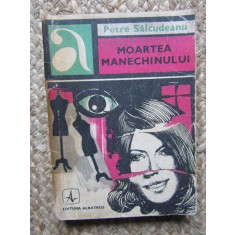 a
Petre Sălcudeanu
MOARTEA
MANECHINULUI
EDITURA ALBATROS